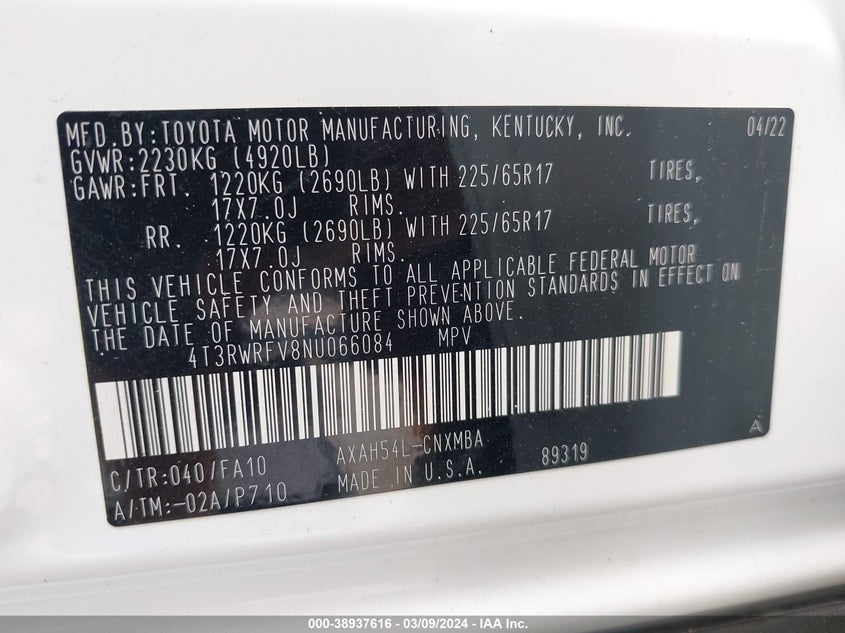 MFD. BY: TOYOTA MOTOR MANUFACTURING, KENTUCKY, INC. 04/22
GVWR: 2230KG (4920LB)
GAWR: FRT. 1220KG (2690LB) WITH 225/65R17 TIRES,
17X7.0J RIMS.
RR. 1220KG (2690LB) WITH 225/65R17 TIRES,
17X7.0J RIMS.
THIS VEHICLE CONFORMS TO ALL APPLICABLE FEDERAL MOTOR
VEHICLE SAFETY AND THEFT PREVENTION STANDARDS IN EFFECT ON
THE DATE OF MANUFACTURE SHOWN ABOVE.
4T3RWRFV8NU066084 MPV
C/TR: 040/FA10 AXAH54L-CNXMBA A
A/TM: -02A/P710 MADE IN U.S.A. 89319
000-38937616 - 03/09/2024 - IAA Inc.